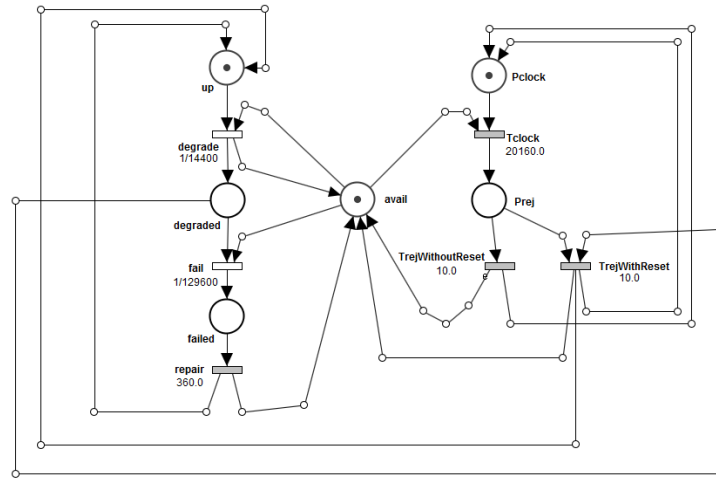 up
Pclock
degrade
1/14400
Tclock
20160.0
degraded
avail
Prej
fail
1/129600
TrejWithoutReset
10.0
e
TrejWithReset
10.0
failed
repair
360.0